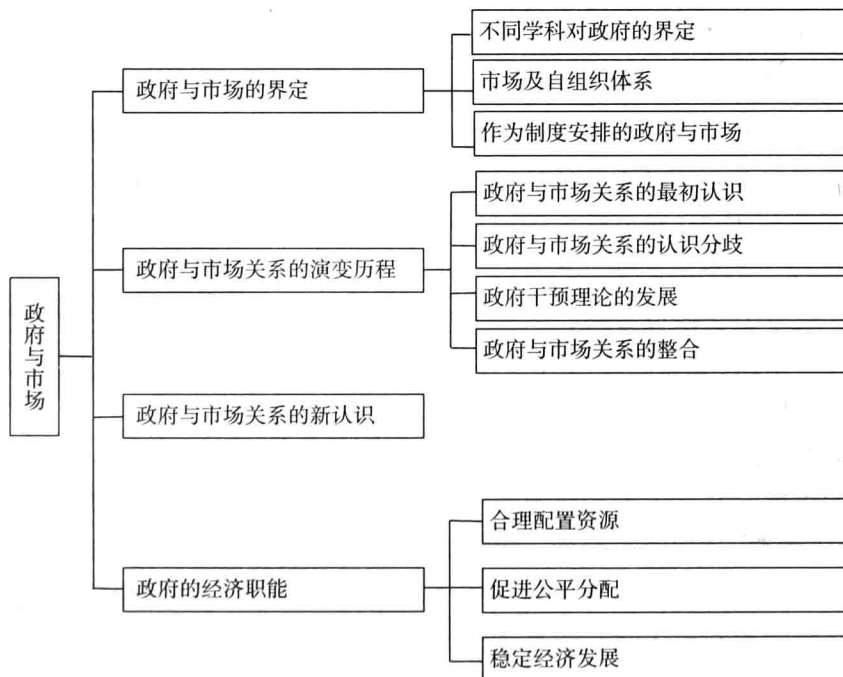 政府与市场
政府与市场的界定
不同学科对政府的界定
市场及自组织体系
作为制度安排的政府与市场
政府与市场关系的演变历程
政府与市场关系的最初认识
政府与市场关系的认识分歧
政府干预理论的发展
政府与市场关系的整合
政府与市场关系的新认识
政府的经济职能
合理配置资源
促进公平分配
稳定经济发展